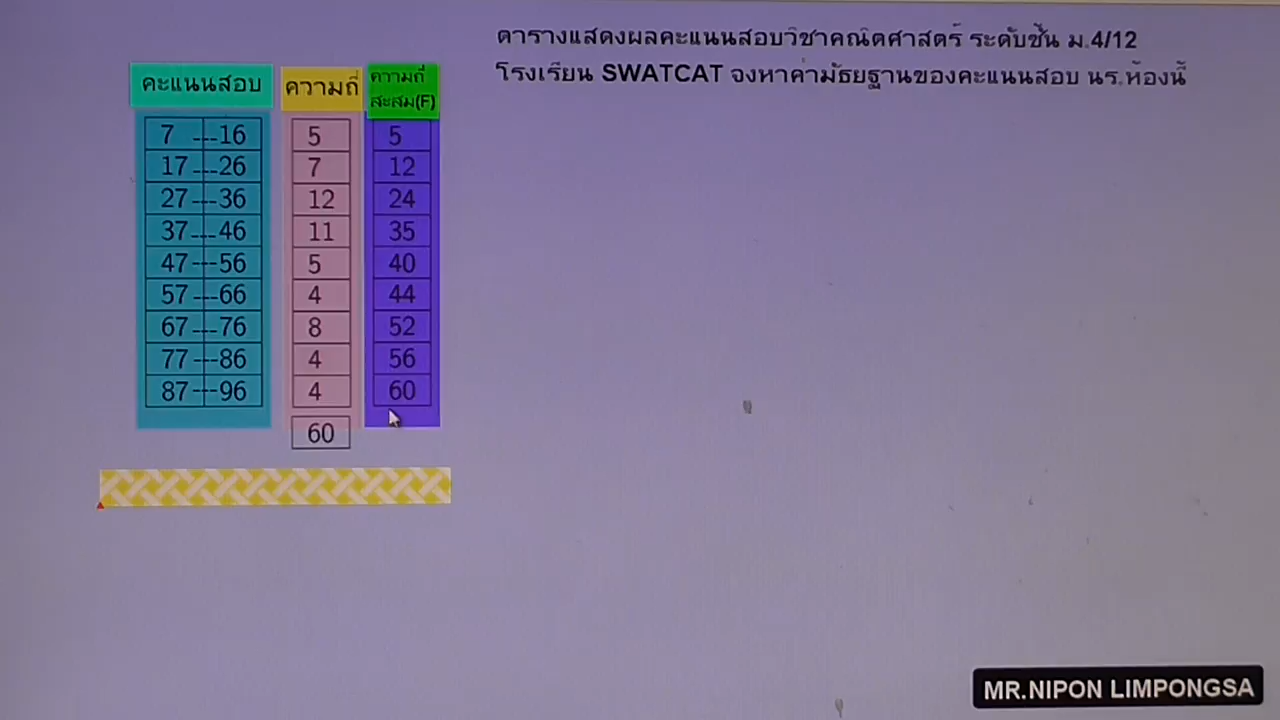 ตารางแสดงผลคะแนนสอบวิชาคณิตศาสตร์ ระดับชั้น ม.4/12
โรงเรียน SWATCAT จงหาค่ามัธยฐานของคะแนนสอบ นร.ห้องนี้
คะแนนสอบ ความถี่ ความถี่สะสม(F)
7 ---16 5 5
17---26 7 12
27---36 12 24
37---46 11 35
47---56 5 40
57---66 4 44
67---76 8 52
77---86 4 56
87---96 4 60
60
MR.NIPON LIMPONGSA